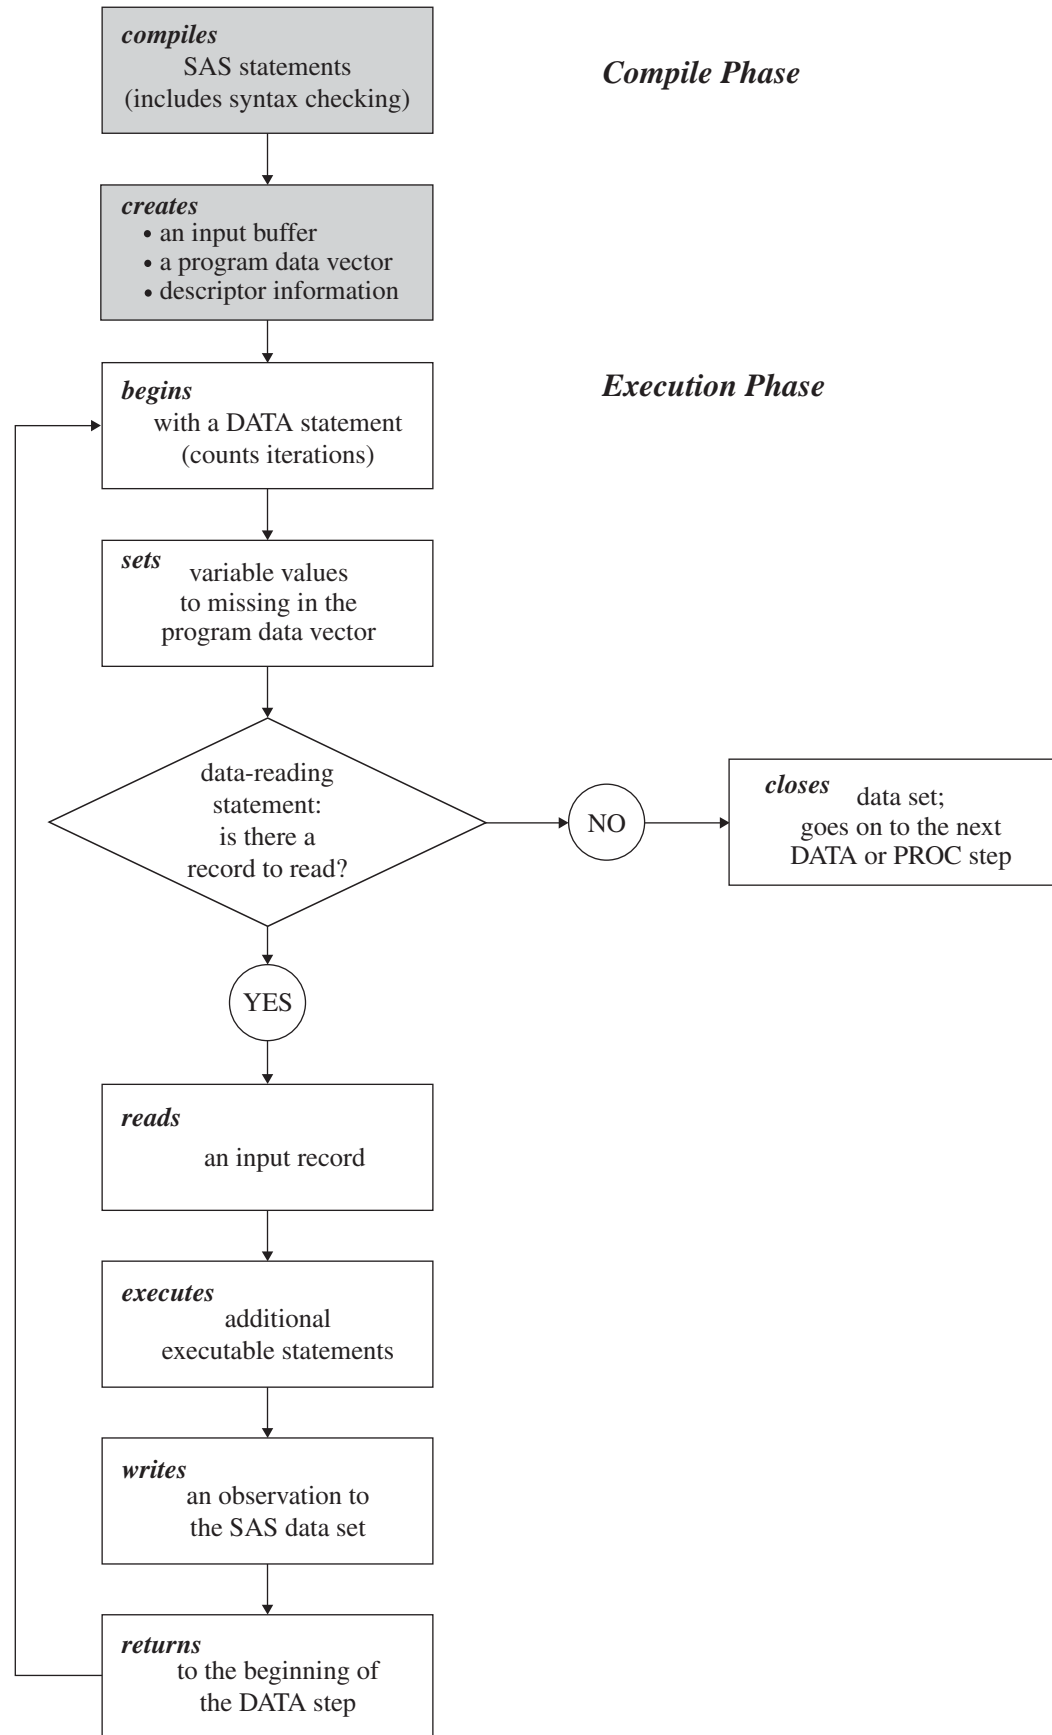 compiles
SAS statements
(includes syntax checking)
Compile Phase
creates
• an input buffer
• a program data vector
• descriptor information
begins
with a DATA statement
(counts iterations)
Execution Phase
sets
variable values
to missing in the
program data vector
data-reading
statement:
is there a
record to read?
NO
closes
data set;
goes on to the next
DATA or PROC step
YES
reads
an input record
executes
additional
executable statements
writes
an observation to
the SAS data set
returns
to the beginning of
the DATA step